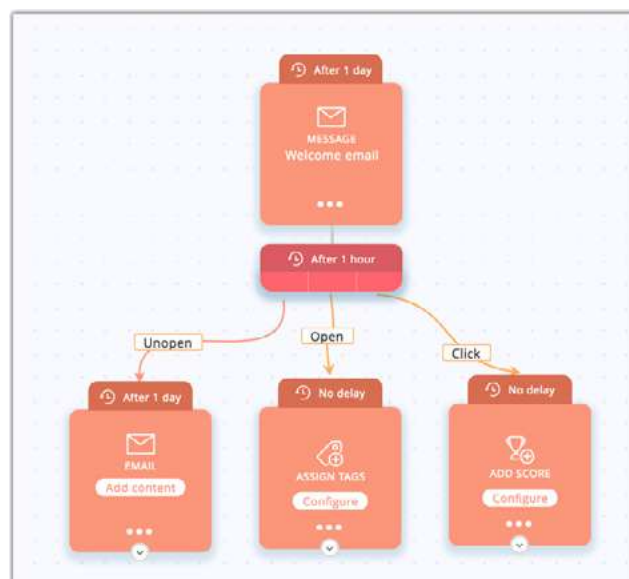 After 1 day
MESSAGE
Welcome email
After 1 hour
Unopen
Open
Click
After 1 day
No delay
No delay
EMAIL
Add content
ASSIGN TAGS
Configure
ADD SCORE
Configure